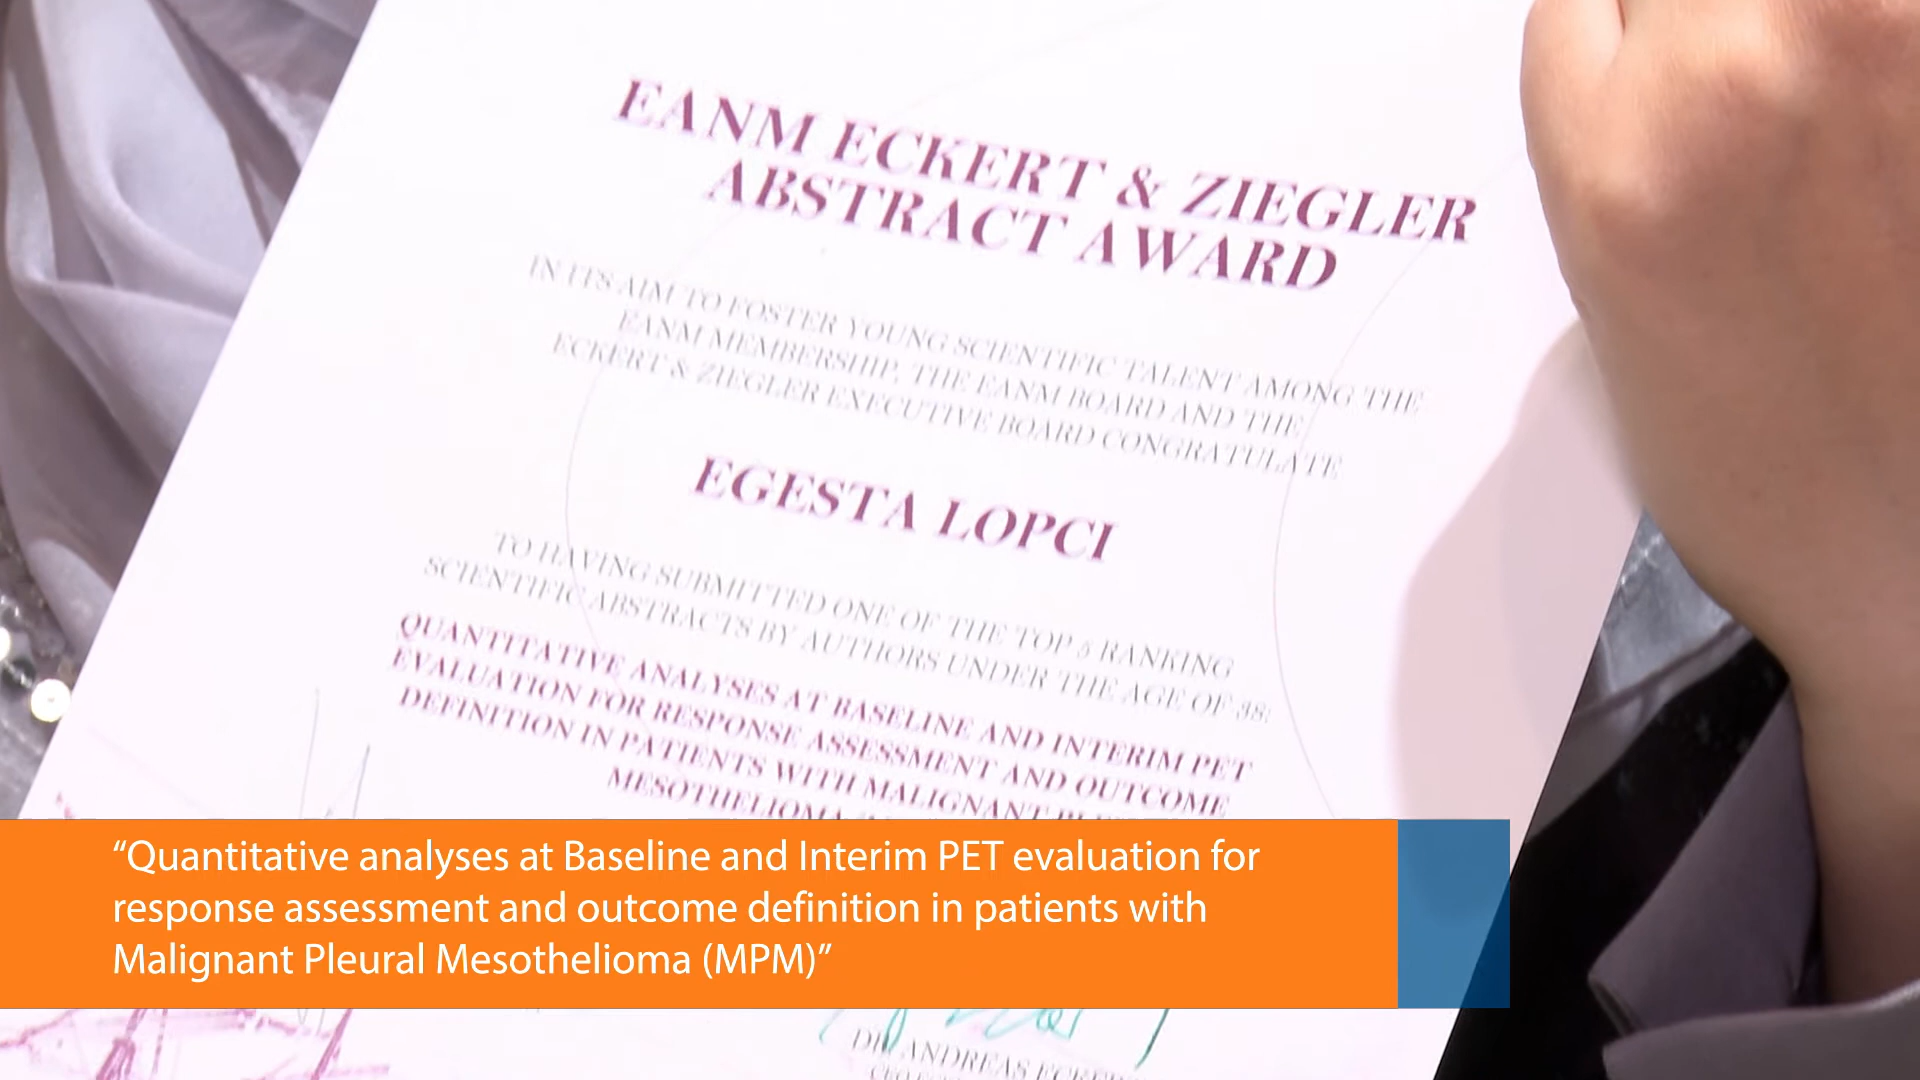 EANM ECKERT & ZIEGLER
ABSTRACT AWARD
IN ITS AIM TO FOSTER YOUNG SCIENTIFIC TALENT AMONG THE
EANM MEMBERSHIP, THE EANM BOARD AND THE
ECKERT & ZIEGLER EXECUTIVE BOARD CONGRATULATE
EGESTA LOPCI
TO HAVING SUBMITTED ONE OF THE TOP 5 RANKING
SCIENTIFIC ABSTRACTS BY AUTHORS UNDER THE AGE OF 38:
QUANTITATIVE ANALYSES AT BASELINE AND INTERIM PET
EVALUATION FOR RESPONSE ASSESSMENT AND OUTCOME
DEFINITION IN PATIENTS WITH MALIGNANT
MESOTHELIOMA
“Quantitative analyses at Baseline and Interim PET evaluation for
response assessment and outcome definition in patients with
Malignant Pleural Mesothelioma (MPM)”
DR. ANDREAS